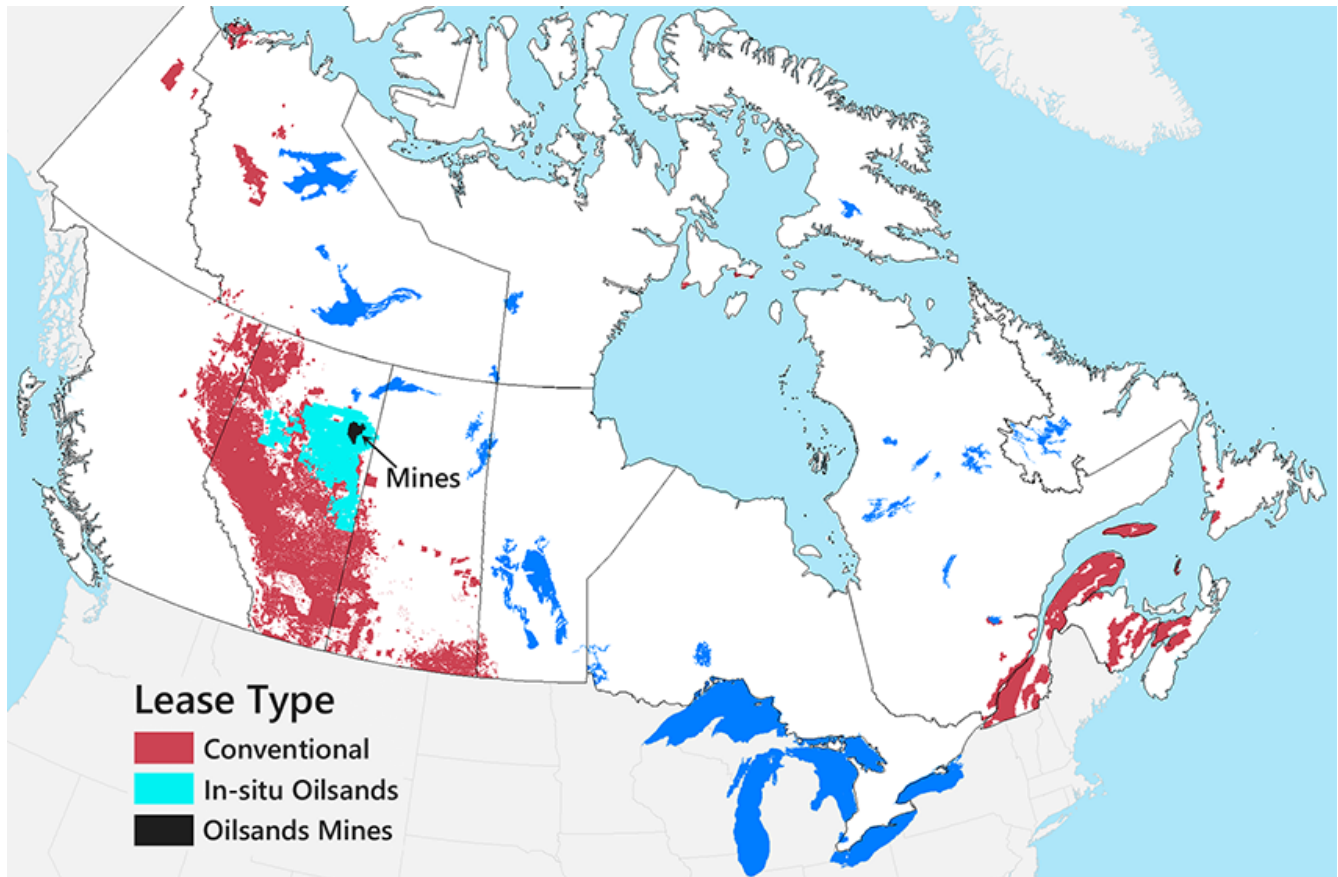 Mines
Lease Type
Conventional
In-situ Oilsands
Oilsands Mines